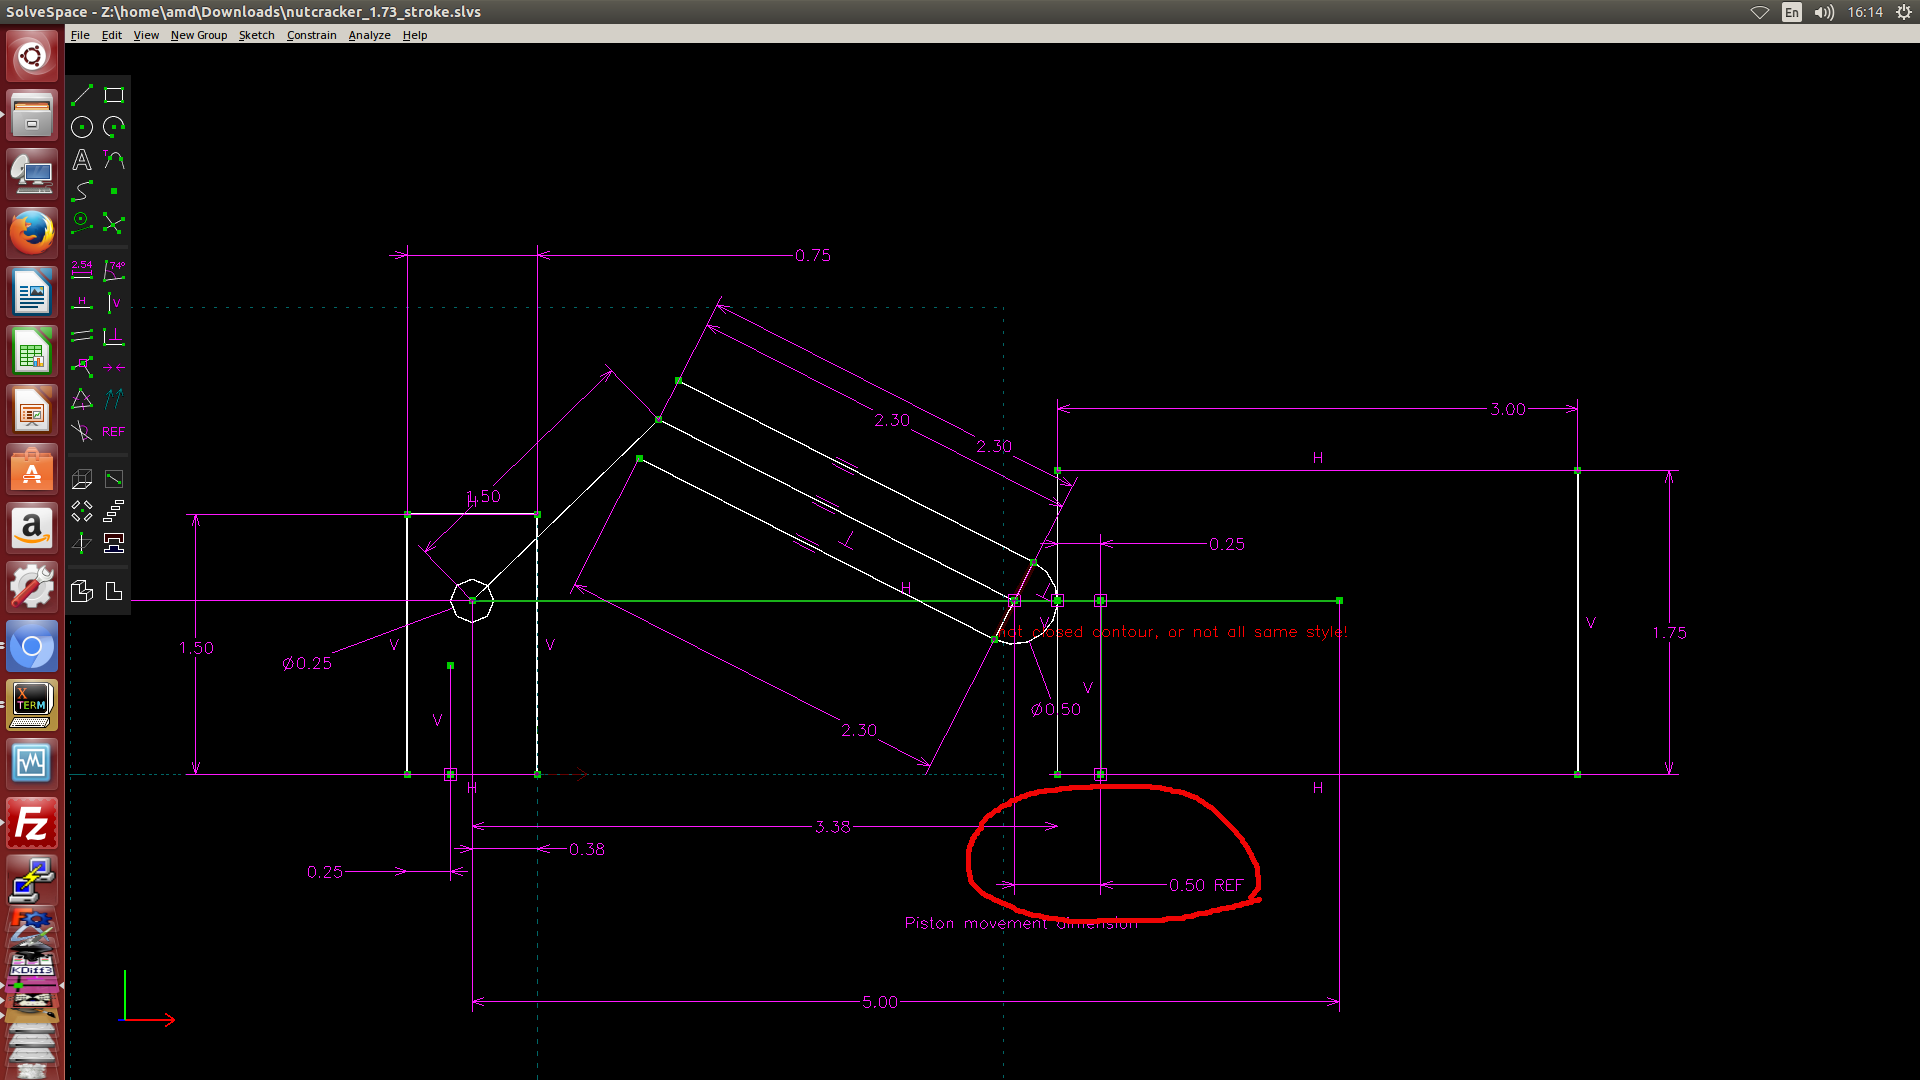 SolveSpace - Z:\home\amd\Downloads\nutcracker_1.73_stroke.slvs
En
16:14
File Edit View New Group Sketch Constrain Analyze Help
A
T
2.54
74°
H
V
REF
0.75
2.30
2.30
3.00
H
1.50
H
0.25
H
V
V
V
not closed contour, or not all same style!
V
1.50
1.75
Ø0.25
V
V
Ø0.50
2.30
H
H
3.38
0.38
0.25
0.50 REF
Piston movement dimension
5.00
A
a
X
TERM
Fz
KDiff3